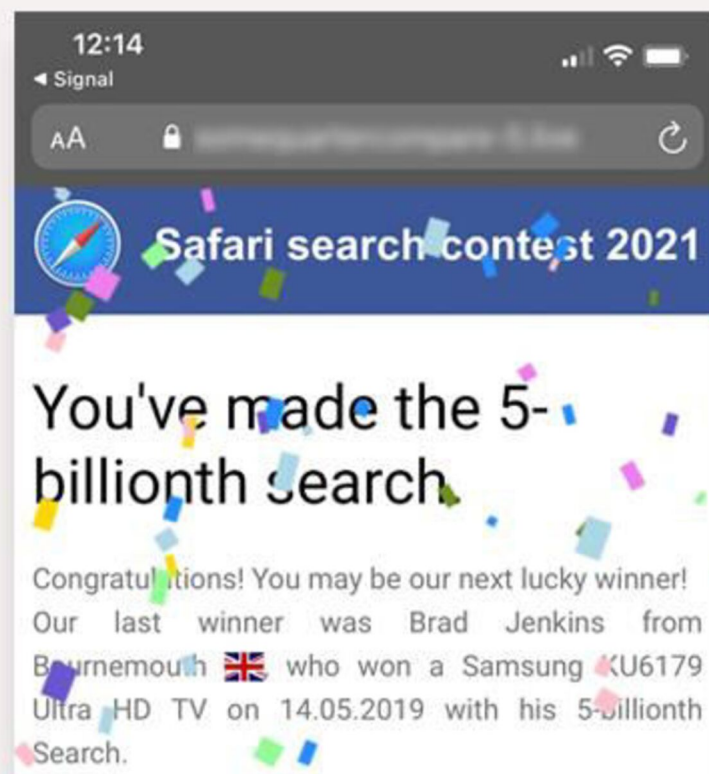 12:14
◀ Signal
AA
Safari search contest 2021
You've made the 5-
billionth search.
Congratulations! You may be our next lucky winner!
Our last winner was Brad Jenkins from
Bournemouth 🇬🇧 who won a Samsung KU6179
Ultra HD TV on 14.05.2019 with his 5-billionth
Search.